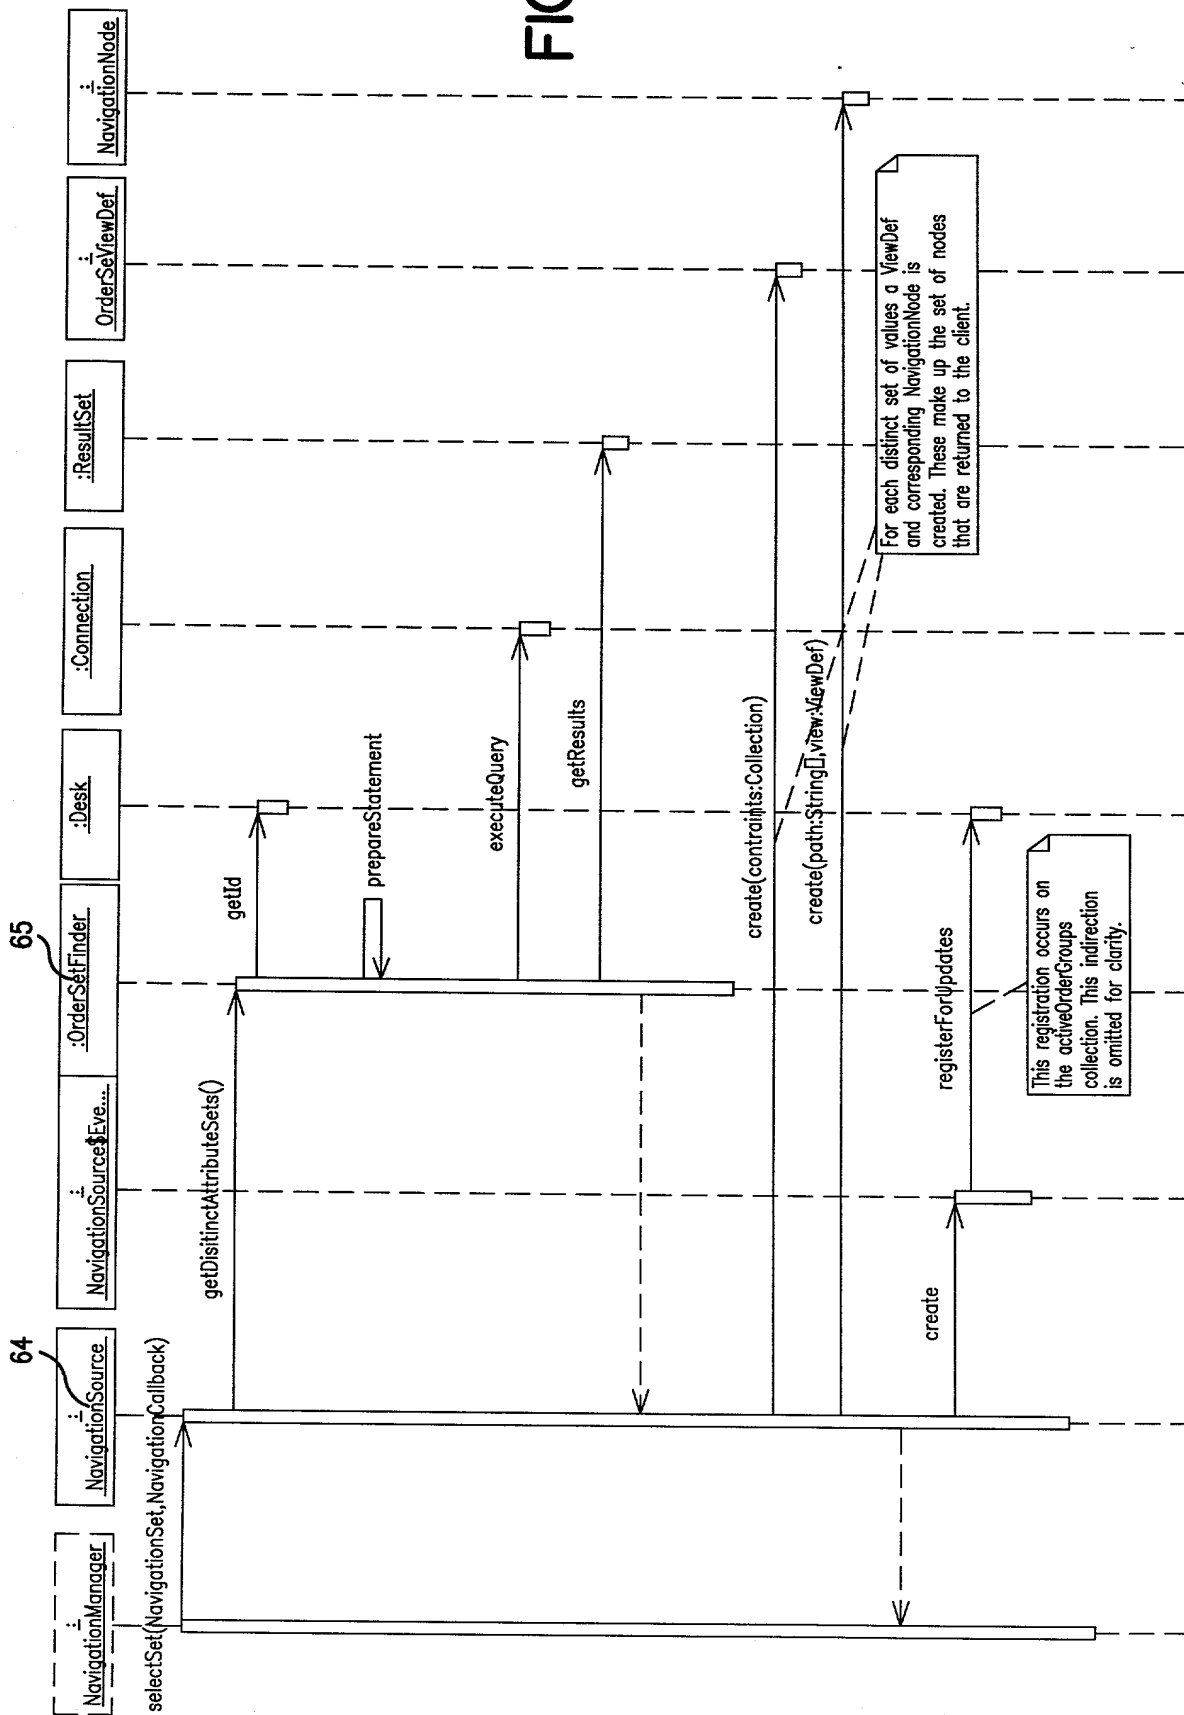 FIG
65
64
:
NavigationManager
:
NavigationSource
:
NavigationSource$Eve...
:OrderSetFinder
:Desk
:Connection
:ResultSet
:
OrderSeViewDef
:
NavigationNode
selectSet(NavigationSet,NavigationCallback)
getDisitinctAttributeSets()
getId
prepareStatement
executeQuery
getResults
create(contraints:Collection)
create(path:String[],view:ViewDef)
For each distinct set of values a ViewDef
and corresponding NavigationNode is
created. These make up the set of nodes
that are returned to the client.
create
registerForUpdates
This registration occurs on
the activeOrderGroups
collection. This indirection
is omitted for clarity.